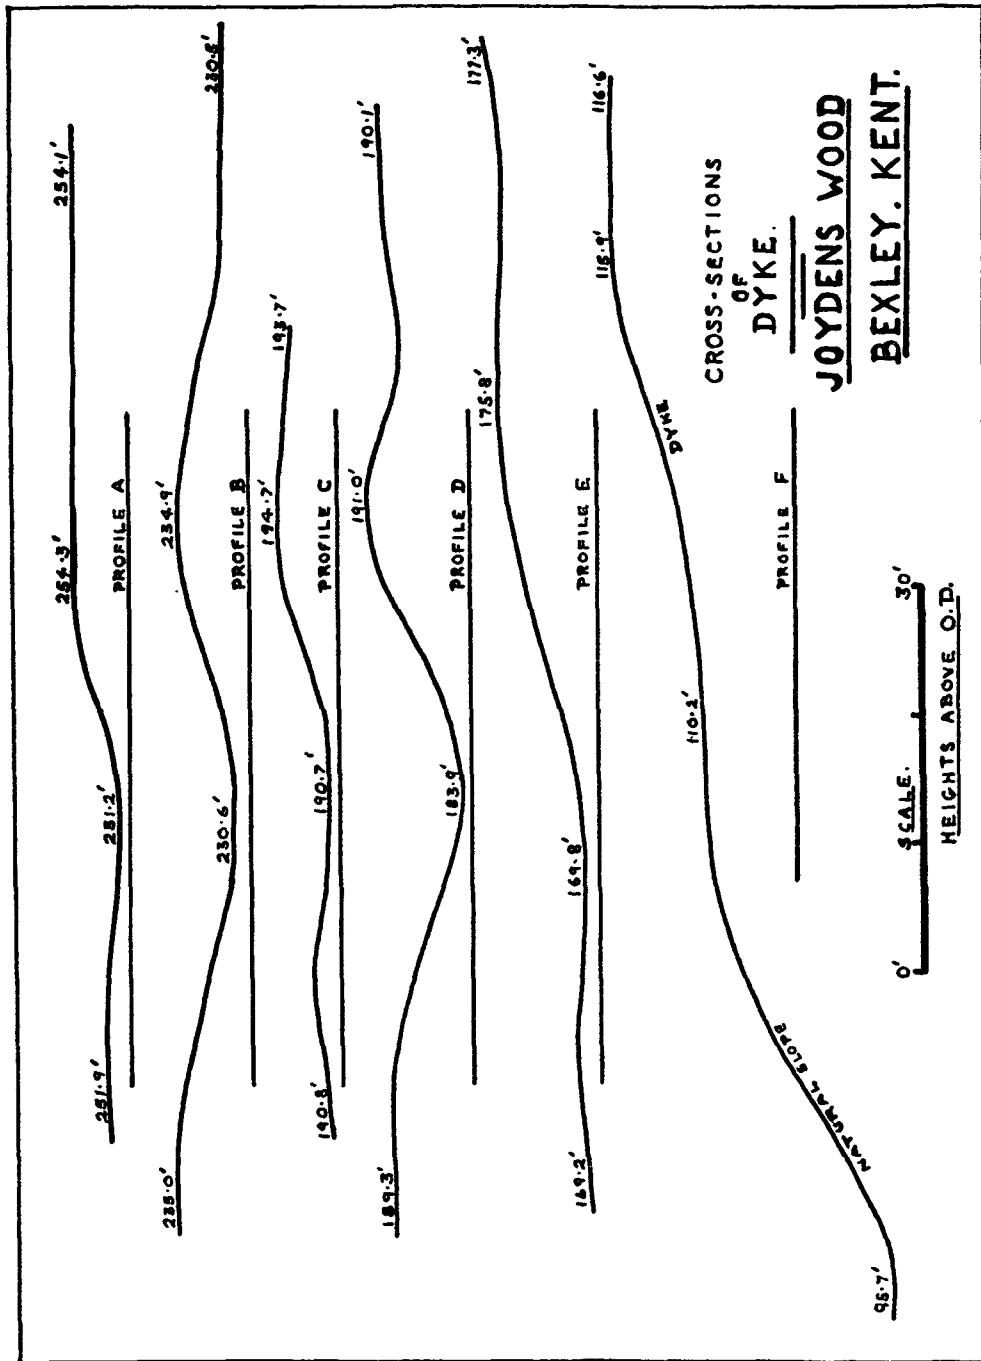 251·9'
251·2'
254·3'
254·1'
PROFILE A
235·0'
230·6'
234·9'
230·5'
PROFILE B
190·8'
190·7'
194·7'
193·7'
PROFILE C
189·3'
183·9'
191·0'
190·1'
PROFILE D
169·2'
169·8'
175·8'
177·3'
PROFILE E
95·7'
NATURAL SLOPE
110·2'
DYKE
115·9'
116·6'
PROFILE F
CROSS-SECTIONS
OF
DYKE.
JOYDENS WOOD
BEXLEY. KENT.
0'
SCALE.
30'
HEIGHTS ABOVE O.D.